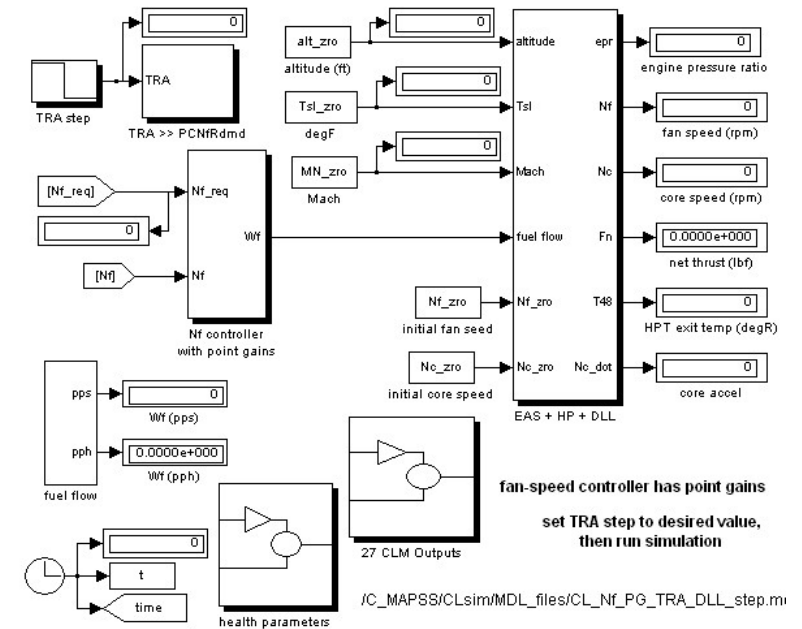 0
TRA
TRA step
TRA >> PCNfRdmd
alt_zro
0
altitude (ft)
Tsl_zro
0
degF
MN_zro
0
Mach
altitude
epr
0
engine pressure ratio
Tsl
Nf
0
fan speed (rpm)
Mach
Nc
0
core speed (rpm)
[Nf_req]
Nf_req
0
Wf
[Nf]
Nf
Nf controller
with point gains
fuel flow
Fn
0.0000e+000
net thrust (lbf)
Nf_zro
initial fan seed
Nf_zro
T48
0
HPT exit temp (degR)
Nc_zro
initial core speed
Nc_zro
Nc_dot
0
core accel
EAS + HP + DLL
pps
0
Wf (pps)
pph
0.0000e+000
Wf (pph)
fuel flow
27 CLM Outputs
fan-speed controller has point gains
set TRA step to desired value,
then run simulation
0
t
time
health parameters
/C_MAPSS/CLsim/MDL_files/CL_Nf_PG_TRA_DLL_step.m